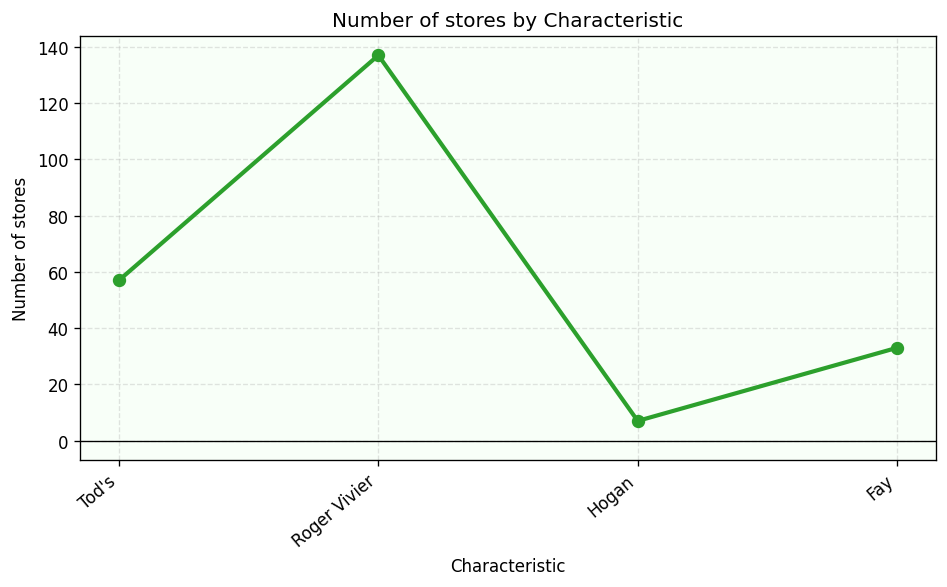 Number of stores by Characteristic
Number of stores
140
120
100
80
60
40
20
0
Tod's
Roger Vivier
Hogan
Fay
Characteristic